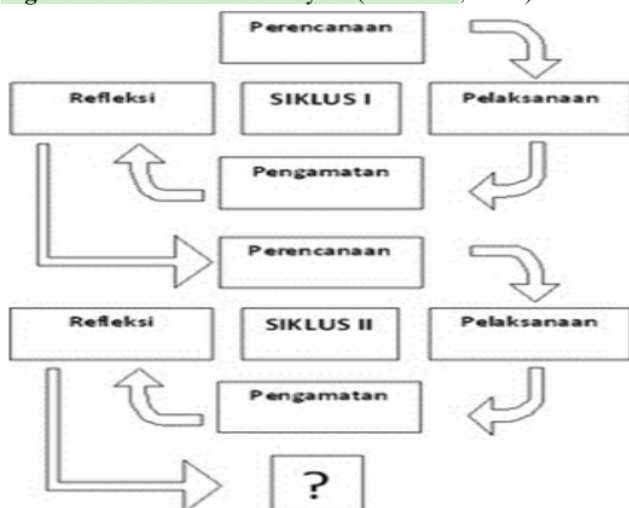 Perencanaan
Refleksi SIKLUS I Pelaksanaan
Pengamatan
Perencanaan
Refleksi SIKLUS II Pelaksanaan
Pengamatan
?